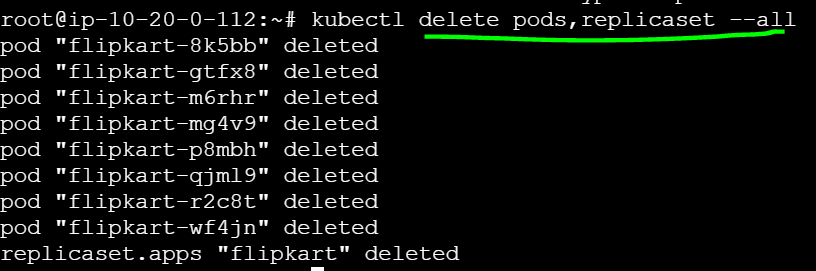 root@ip-10-20-0-112:~# kubectl delete pods,replicaset --all
pod "flipkart-8k5bb" deleted
pod "flipkart-gtfx8" deleted
pod "flipkart-m6rhr" deleted
pod "flipkart-mg4v9" deleted
pod "flipkart-p8mbh" deleted
pod "flipkart-qjml9" deleted
pod "flipkart-r2c8t" deleted
pod "flipkart-wf4jn" deleted
replicaset.apps "flipkart" deleted